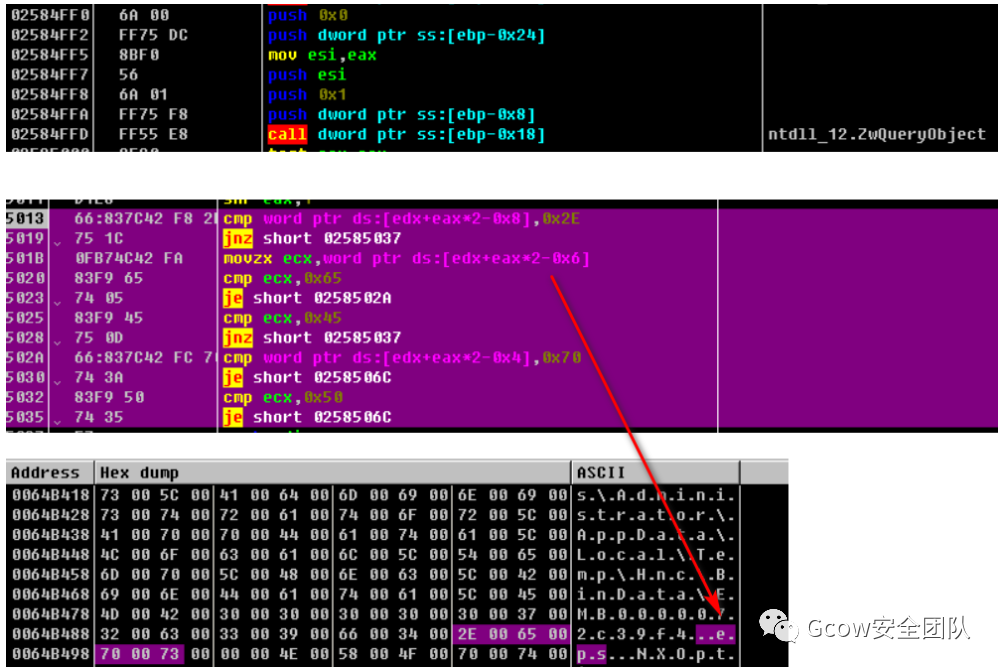 02584FF0 6A 00 push 0x0
02584FF2 FF75 DC push dword ptr ss:[ebp-0x24]
02584FF5 8BF0 mov esi,eax
02584FF7 56 push esi
02584FF8 6A 01 push 0x1
02584FFA FF75 F8 push dword ptr ss:[ebp-0x8]
02584FFD FF55 E8 call dword ptr ss:[ebp-0x18] ntdll_12.ZwQueryObject
5013 66:837C42 F8 2 cmp word ptr ds:[edx+eax*2-0x8],0x2E
5019 75 1C jnz short 02585037
501B 0FB74C42 FA movzx ecx,word ptr ds:[edx+eax*2-0x6]
5020 83F9 65 cmp ecx,0x65
5023 74 05 je short 0258502A
5025 83F9 45 cmp ecx,0x45
5028 75 0D jnz short 02585037
502A 66:837C42 FC 7 cmp word ptr ds:[edx+eax*2-0x4],0x70
5030 74 3A je short 0258506C
5032 83F9 50 cmp ecx,0x50
5035 74 35 je short 0258506C
Address Hex dump ASCII
0064B418 73 00 5C 00 41 00 64 00 6D 00 69 00 6E 00 69 00 s.\.A.d.m.i.n.i.
0064B428 73 00 74 00 72 00 61 00 74 00 6F 00 72 00 5C 00 s.t.r.a.t.o.r.\.
0064B438 41 00 70 00 70 00 44 00 61 00 74 00 61 00 5C 00 A.p.p.D.a.t.a.\.
0064B448 4C 00 6F 00 63 00 61 00 6C 00 5C 00 54 00 65 00 L.o.c.a.l.\.T.e.
0064B458 6D 00 70 00 5C 00 48 00 6E 00 63 00 5C 00 42 00 m.p.\.H.n.c.\.B.
0064B468 69 00 6E 00 44 00 61 00 74 00 61 00 5C 00 45 00 i.n.D.a.t.a.\.E.
0064B478 4D 00 42 00 30 00 30 00 30 00 30 00 30 00 37 00 M.B.0.0.0.0.0.7.
0064B488 32 00 63 00 33 00 39 00 66 00 34 00 2E 00 65 00 2.c.3.9.f.4...e.
0064B498 70 00 73 00 00 00 4E 00 58 00 4F 00 70 00 74 00 p.s...N.X.O.p.t.
Gcow安全团队